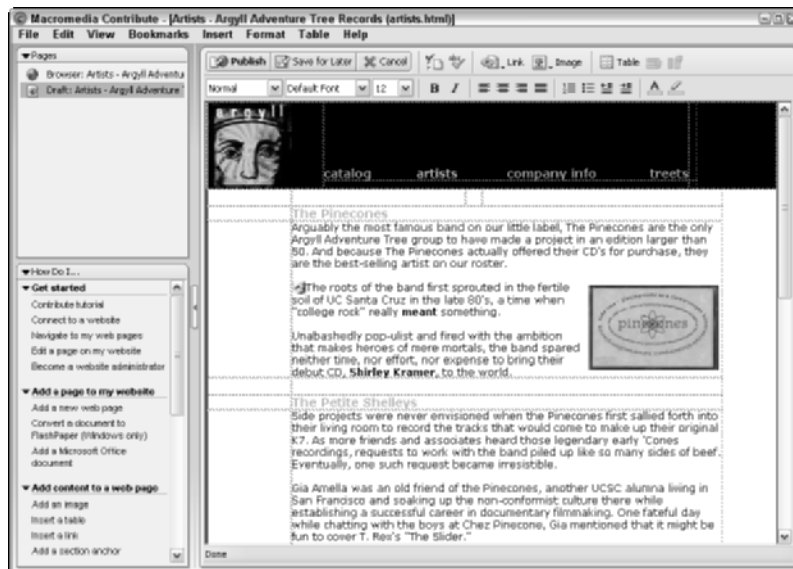 Macromedia Contribute - [Artists - Argyll Adventure Tree Records (artists.html)]
File Edit View Bookmarks Insert Format Table Help
Pages
Browser: Artists - Argyll Adventu
Draft: Artists - Argyll Adventure
Publish Save for Later Cancel Link Image Table
Normal Default Font 12 B I
argyll
catalog artists company info treets
The Pinecones
Arguably the most famous band on our little label, The Pinecones are the only
Argyll Adventure Tree group to have made a project in an edition larger than
50. And because The Pinecones actually offered their CD's for purchase, they
are the best-selling artist on our roster.
The roots of the band first sprouted in the fertile
soil of UC Santa Cruz in the late 80's, a time when
"college rock" really meant something.
pinecones
Unabashedly pop-ulist and fired with the ambition
that makes heroes of mere mortals, the band spared
neither time, nor effort, nor expense to bring their
debut CD, Shirley Kramer, to the world.
The Petite Shelleys
Side projects were never envisioned when the Pinecones first sallied forth into
their living room to record the tracks that would come to make up their original
K7. As more friends and associates heard those legendary early 'Cones
recordings, requests to work with the band piled up like so many sides of beef.
Eventually, one such request became irresistible.
Gia Amella was an old friend of the Pinecones, another UCSC alumna living in
San Francisco and soaking up the non-conformist culture there while
establishing a successful career in documentary filmmaking. One fateful day
while chatting with the boys at Chez Pinecone, Gia mentioned that it might be
fun to cover T. Rex's "The Slider."
How Do I...
Get started
Contribute tutorial
Connect to a website
Navigate to my web pages
Edit a page on my website
Become a website administrator
Add a page to my website
Add a new web page
Convert a document to
FlashPaper (Windows only)
Add a Microsoft Office
document
Add content to a web page
Add an image
Insert a table
Insert a link
Add a section anchor
Done